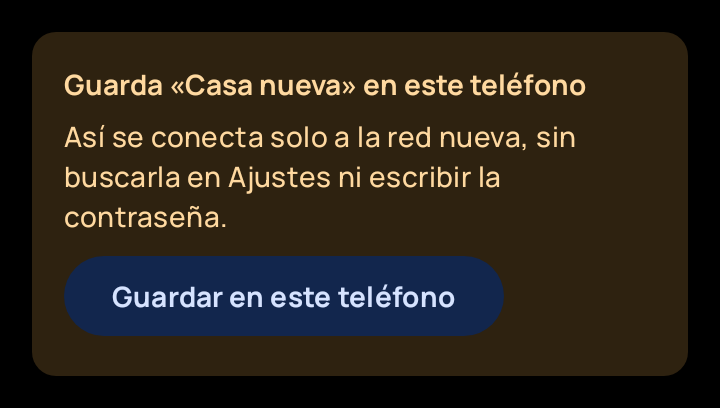 Guarda «Casa nueva» en este teléfono
Así se conecta solo a la red nueva, sin
buscarla en Ajustes ni escribir la
contraseña.
Guardar en este teléfono